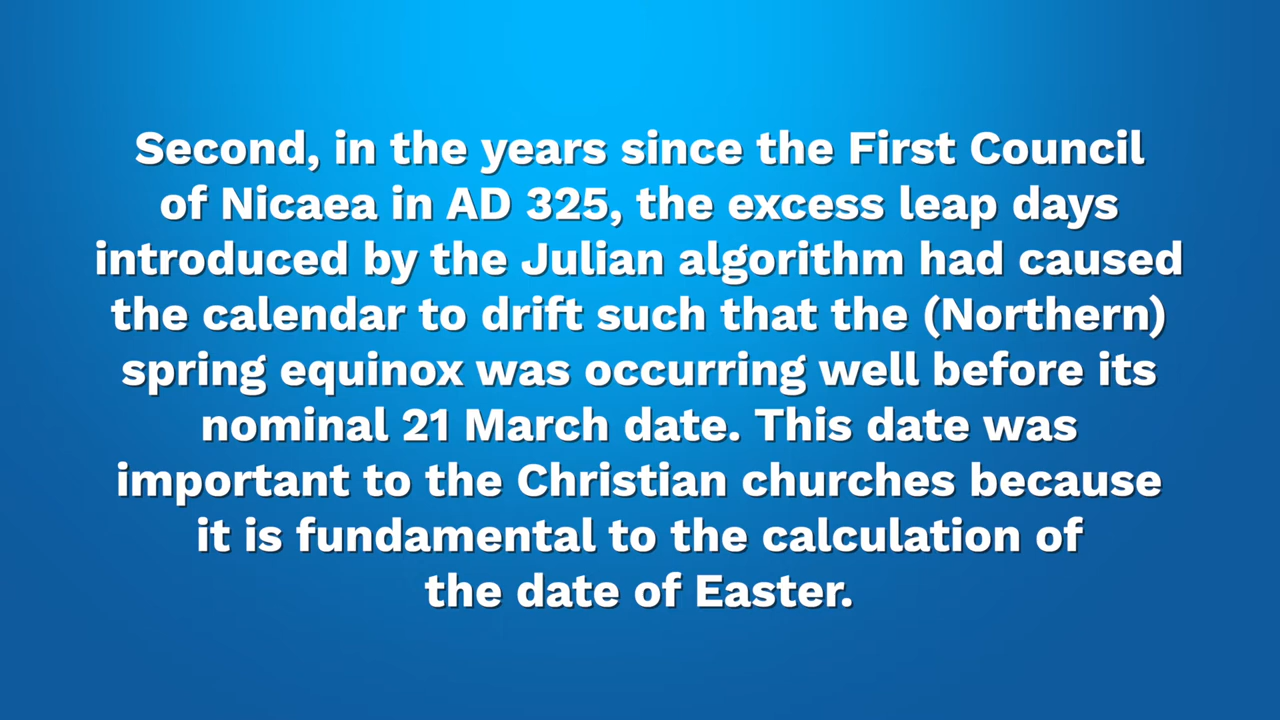 Second, in the years since the First Council
of Nicaea in AD 325, the excess leap days
introduced by the Julian algorithm had caused
the calendar to drift such that the (Northern)
spring equinox was occurring well before its
nominal 21 March date. This date was
important to the Christian churches because
it is fundamental to the calculation of
the date of Easter.